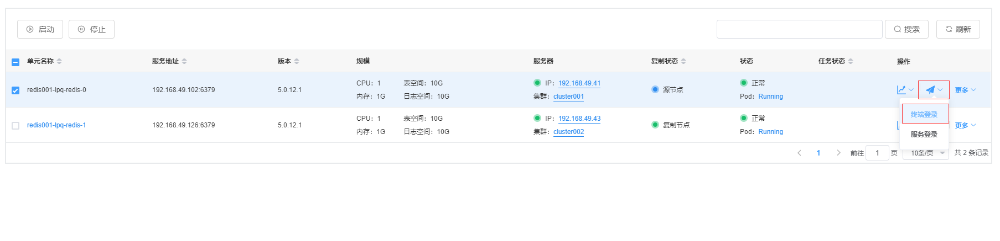 启动 停止 搜索 刷新
单元名称 服务地址 版本 规模 服务器 复制状态 状态 任务状态 操作
redis001-lpq-redis-0 192.168.49.102:6379 5.0.12.1 CPU：1 表空间：10G IP：192.168.49.41 源节点 正常 更多
内存：1G 日志空间：10G 集群：cluster001 Pod：Running
终端登录
redis001-lpq-redis-1 192.168.49.126:6379 5.0.12.1 CPU：1 表空间：10G IP：192.168.49.43 复制节点 正常 更多
内存：1G 日志空间：10G 集群：cluster002 Pod：Running
服务登录
1 前往 1 页 10条/页 共 2 条记录